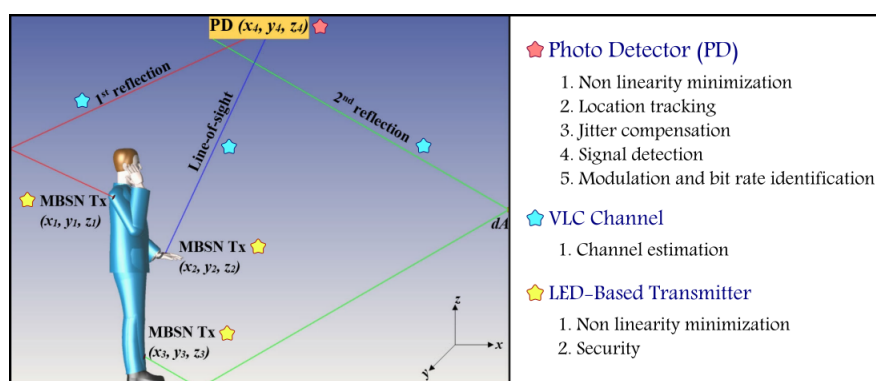 PD (x4, y4, z4)
1st reflection
Line-of-sight
2nd reflection
MBSN Tx
(x1, y1, z1)
dA
MBSN Tx
(x2, y2, z2)
MBSN Tx
(x3, y3, z3)
z
x
y
Photo Detector (PD)
1. Non linearity minimization
2. Location tracking
3. Jitter compensation
4. Signal detection
5. Modulation and bit rate identification
VLC Channel
1. Channel estimation
LED-Based Transmitter
1. Non linearity minimization
2. Security